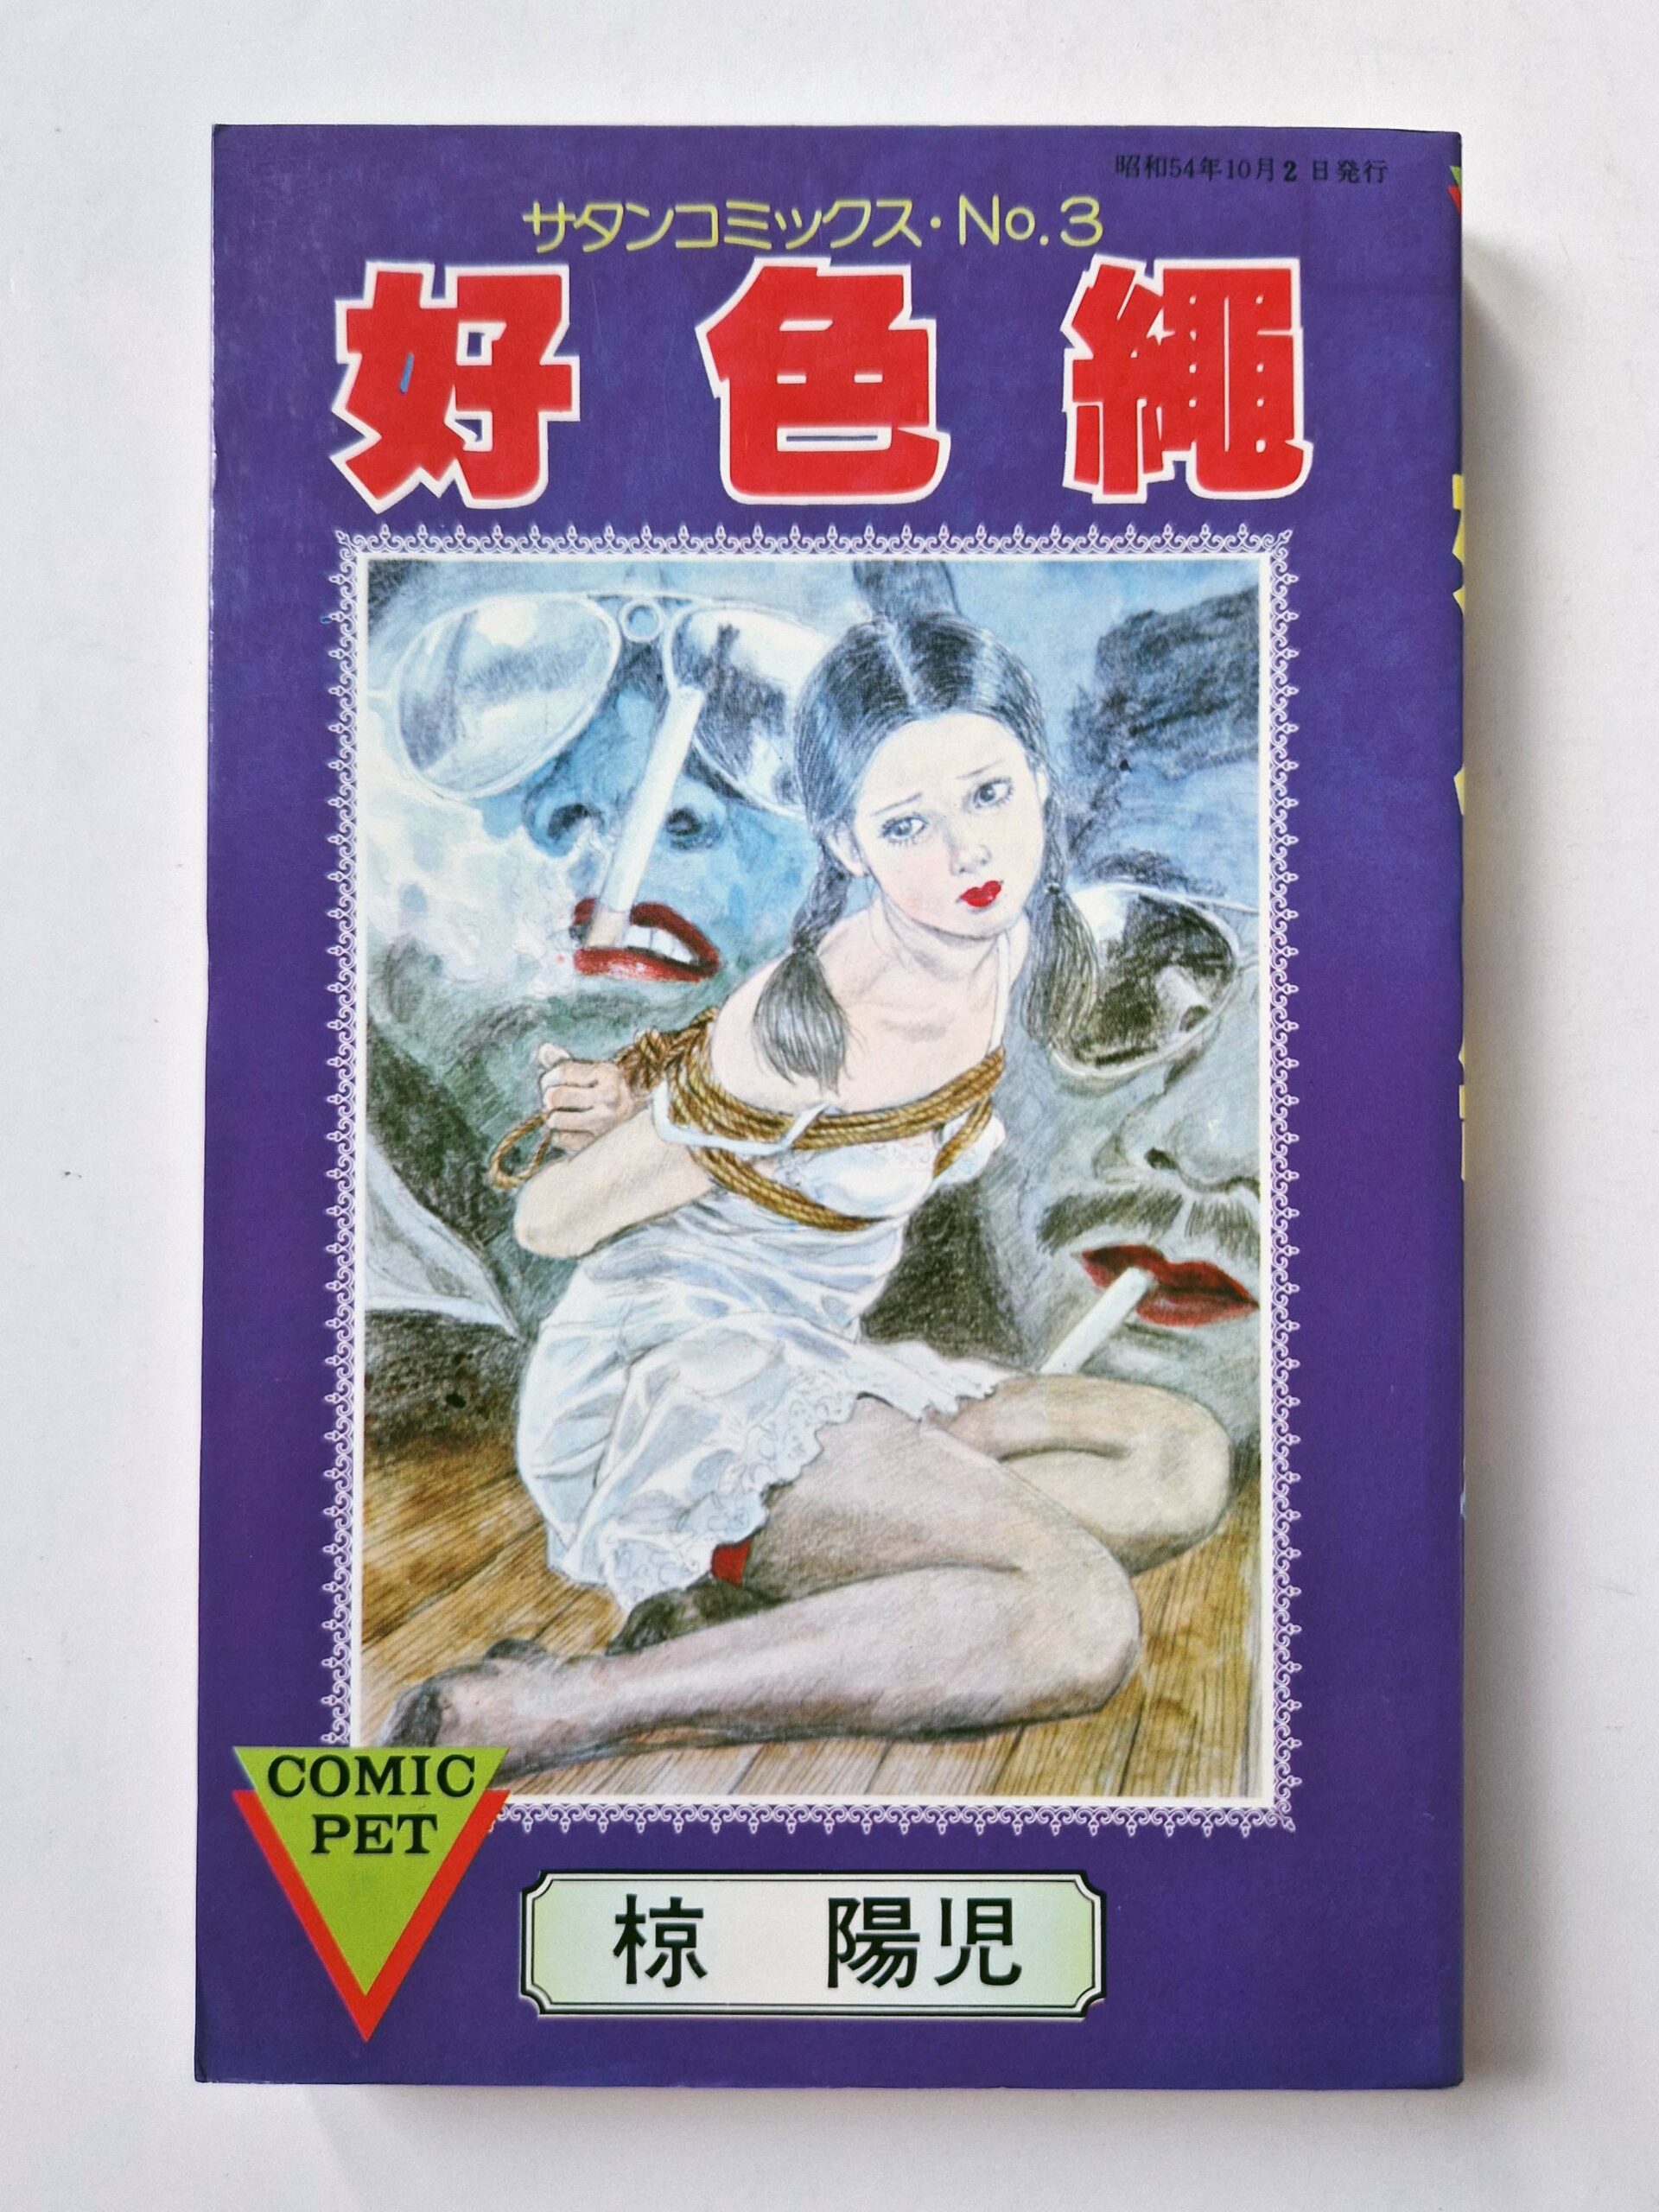 昭和54年10月2日発行
サタンコミックス・No.3
好色縄
COMIC
PET
椋 陽児